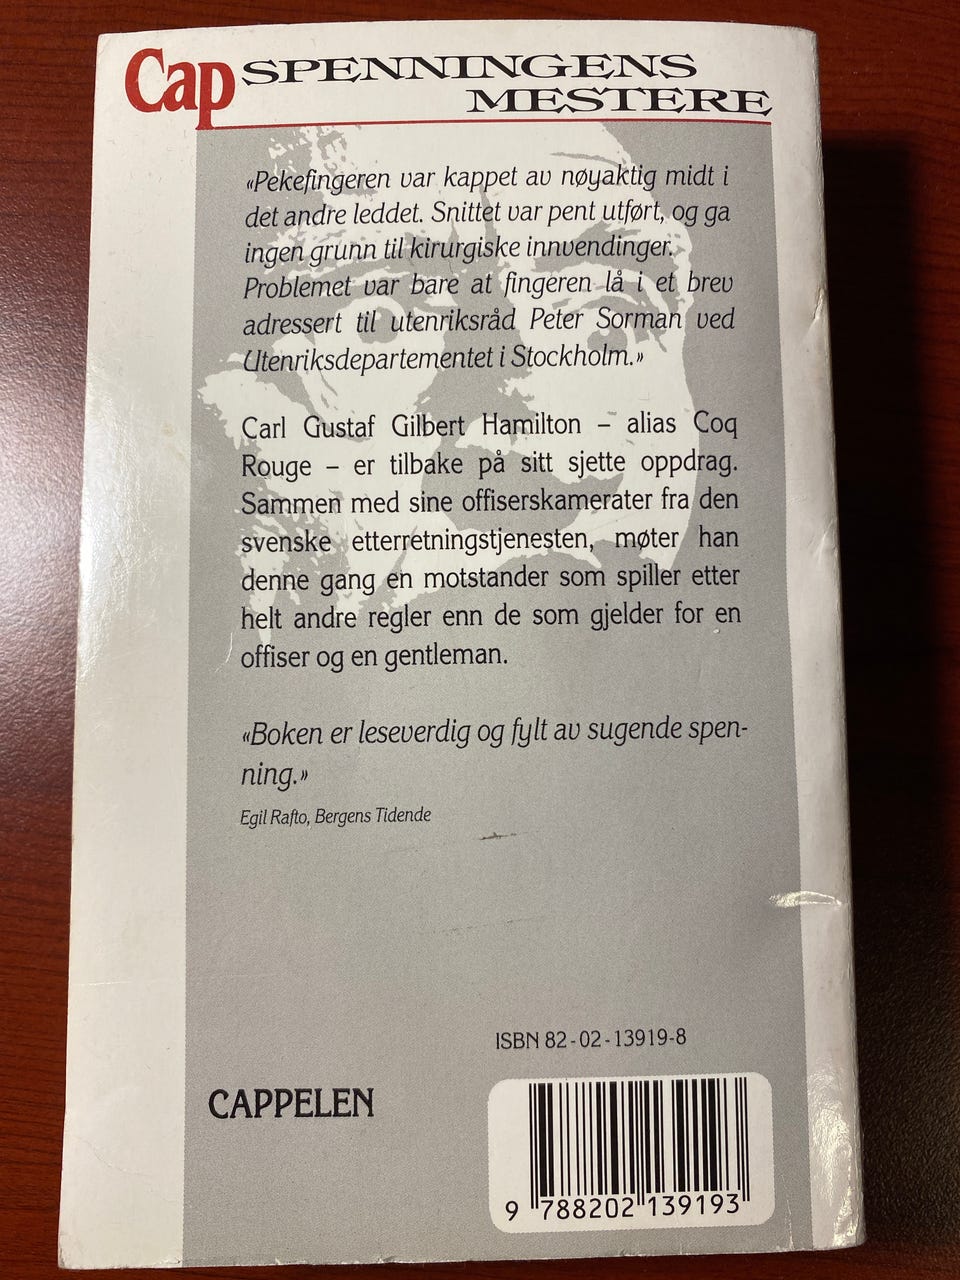 Cap SPENNINGENS
MESTERE
«Pekefingeren var kappet av nøyaktig midt i
det andre leddet. Snittet var pent utført, og ga
ingen grunn til kirurgiske innvendinger.
Problemet var bare at fingeren lå i et brev
adressert til utenriksråd Peter Sorman ved
Utenriksdepartementet i Stockholm.»
Carl Gustaf Gilbert Hamilton – alias Coq
Rouge – er tilbake på sitt sjette oppdrag.
Sammen med sine offiserskamerater fra den
svenske etterretningstjenesten, møter han
denne gang en motstander som spiller etter
helt andre regler enn de som gjelder for en
offiser og en gentleman.
«Boken er leseverdig og fylt av sugende spen-
ning.»
Egil Rafto, Bergens Tidende
ISBN 82-02-13919-8
CAPPELEN
9 788202 139193